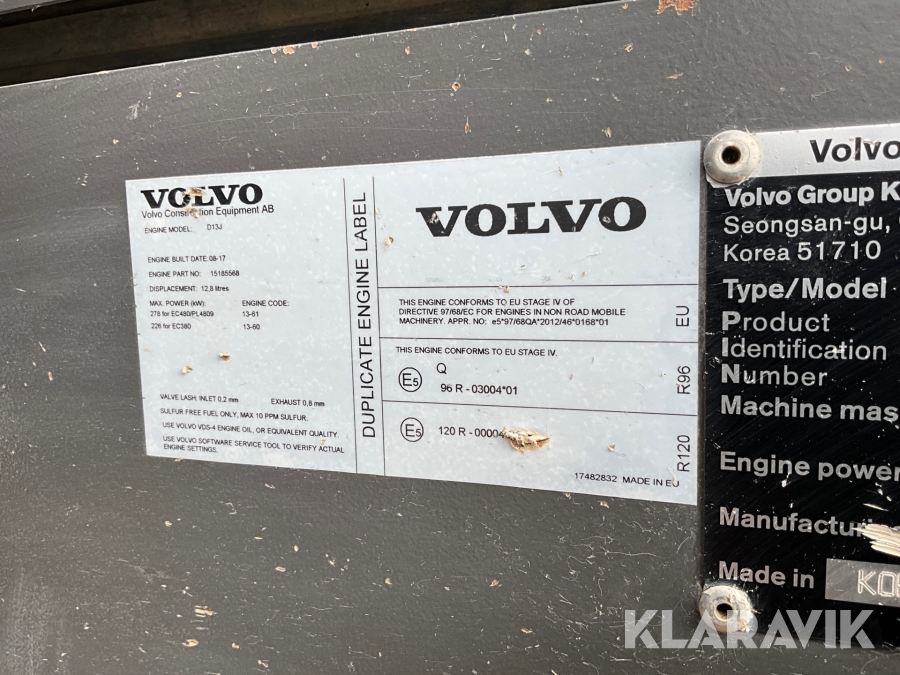 VOLVO
Volvo Construction Equipment AB
ENGINE MODEL: D13J
ENGINE BUILT DATE: 08-17
ENGINE PART NO: 15185568
DISPLACEMENT: 12,8 litres
MAX. POWER (kW): ENGINE CODE:
278 for EC480/PL4809 13-61
226 for EC380 13-60
VALVE LASH: INLET 0,2 mm EXHAUST 0,8 mm
SULFUR FREE FUEL ONLY, MAX 10 PPM SULFUR.
USE VOLVO VDS-4 ENGINE OIL, OR EQUIVALENT QUALITY.
USE VOLVO SOFTWARE SERVICE TOOL TO VERIFY ACTUAL
ENGINE SETTINGS.
DUPLICATE ENGINE LABEL
VOLVO
THIS ENGINE CONFORMS TO EU STAGE IV OF
DIRECTIVE 97/68/EC FOR ENGINES IN NON ROAD MOBILE
MACHINERY. APPR. NO: e5*97/68QA*2012/46*0168*01
EU
THIS ENGINE CONFORMS TO EU STAGE IV.
E5
Q
96 R - 03004*01
R96
E5
120 R - 00004
R120
17482832 MADE IN EU
Volvo
Volvo Group K
Seongsan-gu,
Korea 51710
Type/Model
Product
Identification
Number
Machine mas
Engine power
Manufacturi
Made in
KLARAVIK